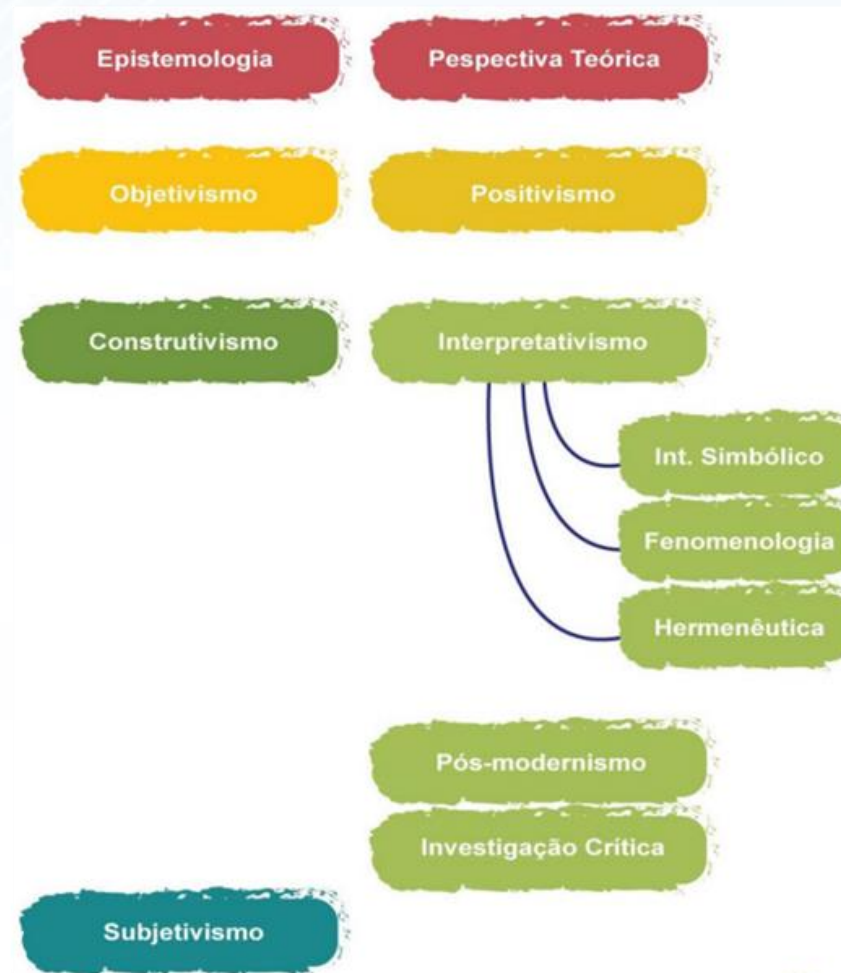 Epistemologia
Pespectiva Teórica
Objetivismo
Positivismo
Construtivismo
Interpretativismo
Int. Simbólico
Fenomenologia
Hermenêutica
Pós-modernismo
Investigação Crítica
Subjetivismo